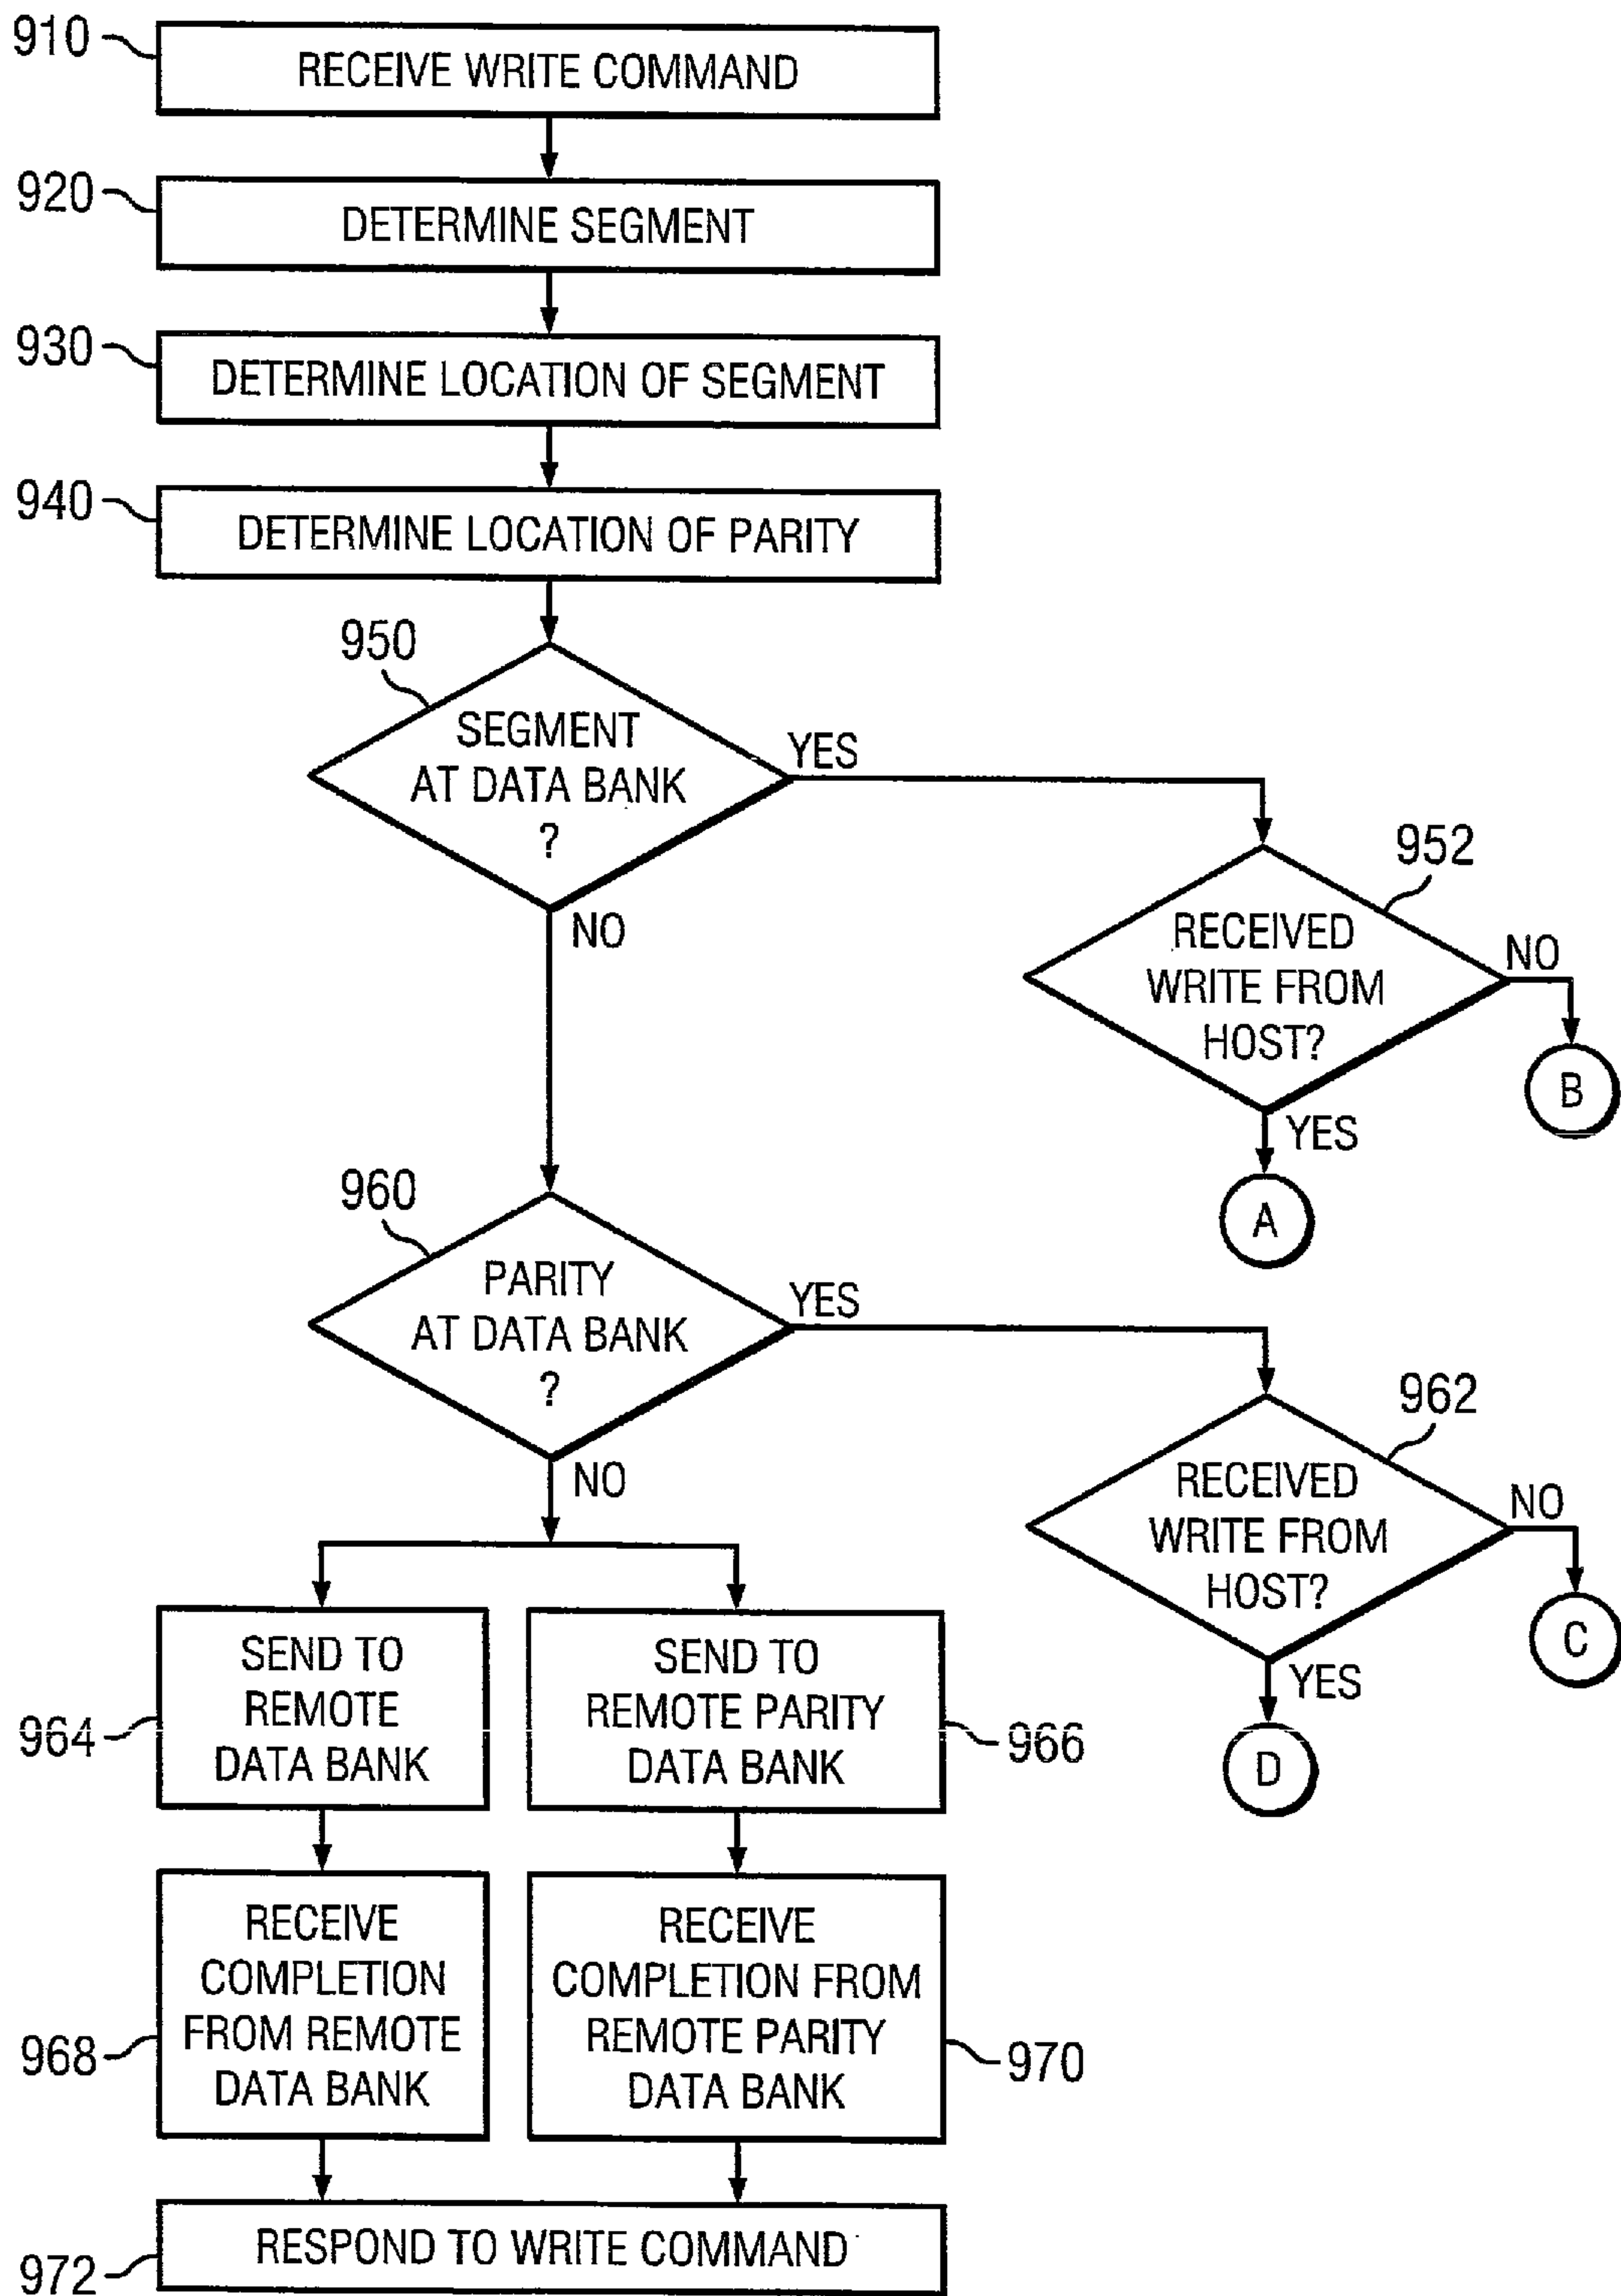 910
RECEIVE WRITE COMMAND
920
DETERMINE SEGMENT
930
DETERMINE LOCATION OF SEGMENT
940
DETERMINE LOCATION OF PARITY
950
SEGMENT
AT DATA BANK
?
YES
NO
952
RECEIVED
WRITE FROM
HOST?
NO
B
YES
A
960
PARITY
AT DATA BANK
?
YES
NO
962
RECEIVED
WRITE FROM
HOST?
NO
C
YES
D
964
SEND TO
REMOTE
DATA BANK
SEND TO
REMOTE PARITY
DATA BANK
966
968
RECEIVE
COMPLETION
FROM REMOTE
DATA BANK
RECEIVE
COMPLETION FROM
REMOTE PARITY
DATA BANK
970
972
RESPOND TO WRITE COMMAND